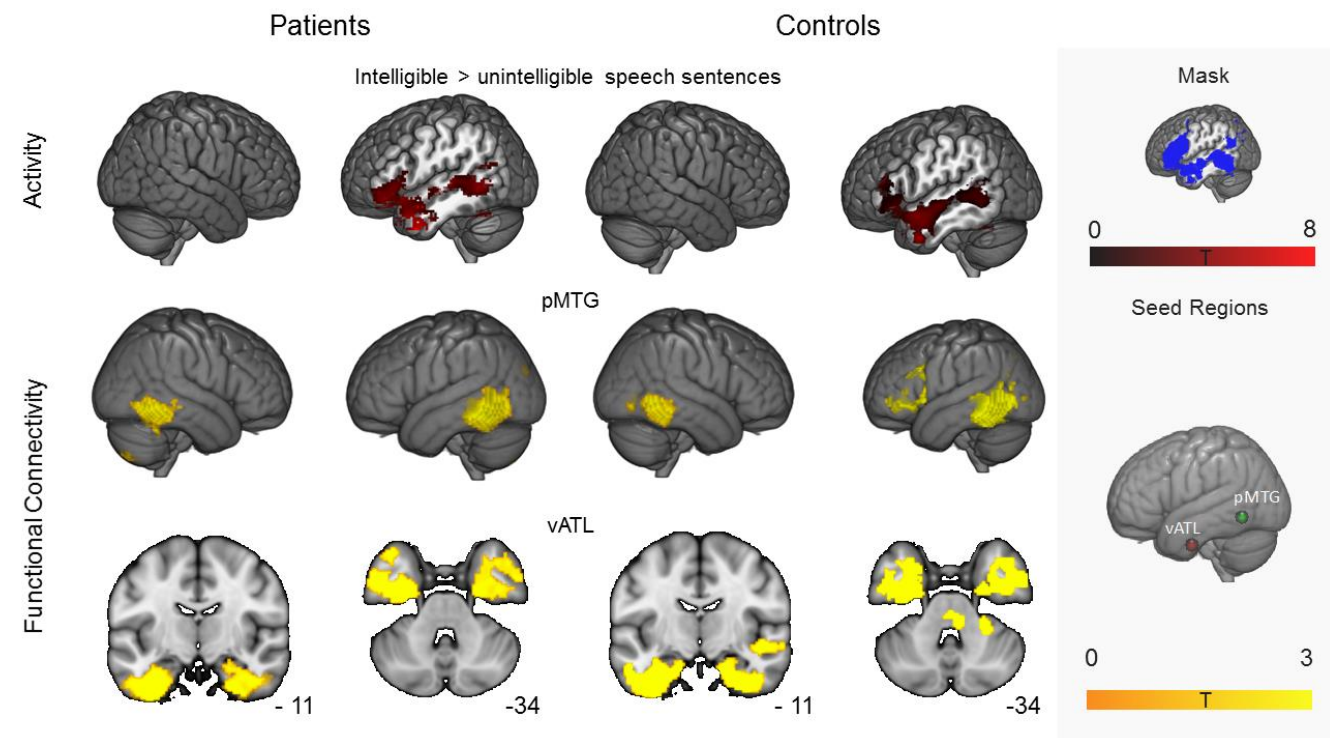 Patients
Controls
Intelligible > unintelligible speech sentences
Mask
Activity
0
8
T
pMTG
Seed Regions
Functional Connectivity
pMTG
vATL
vATL
0
3
T
- 11
-34
- 11
-34